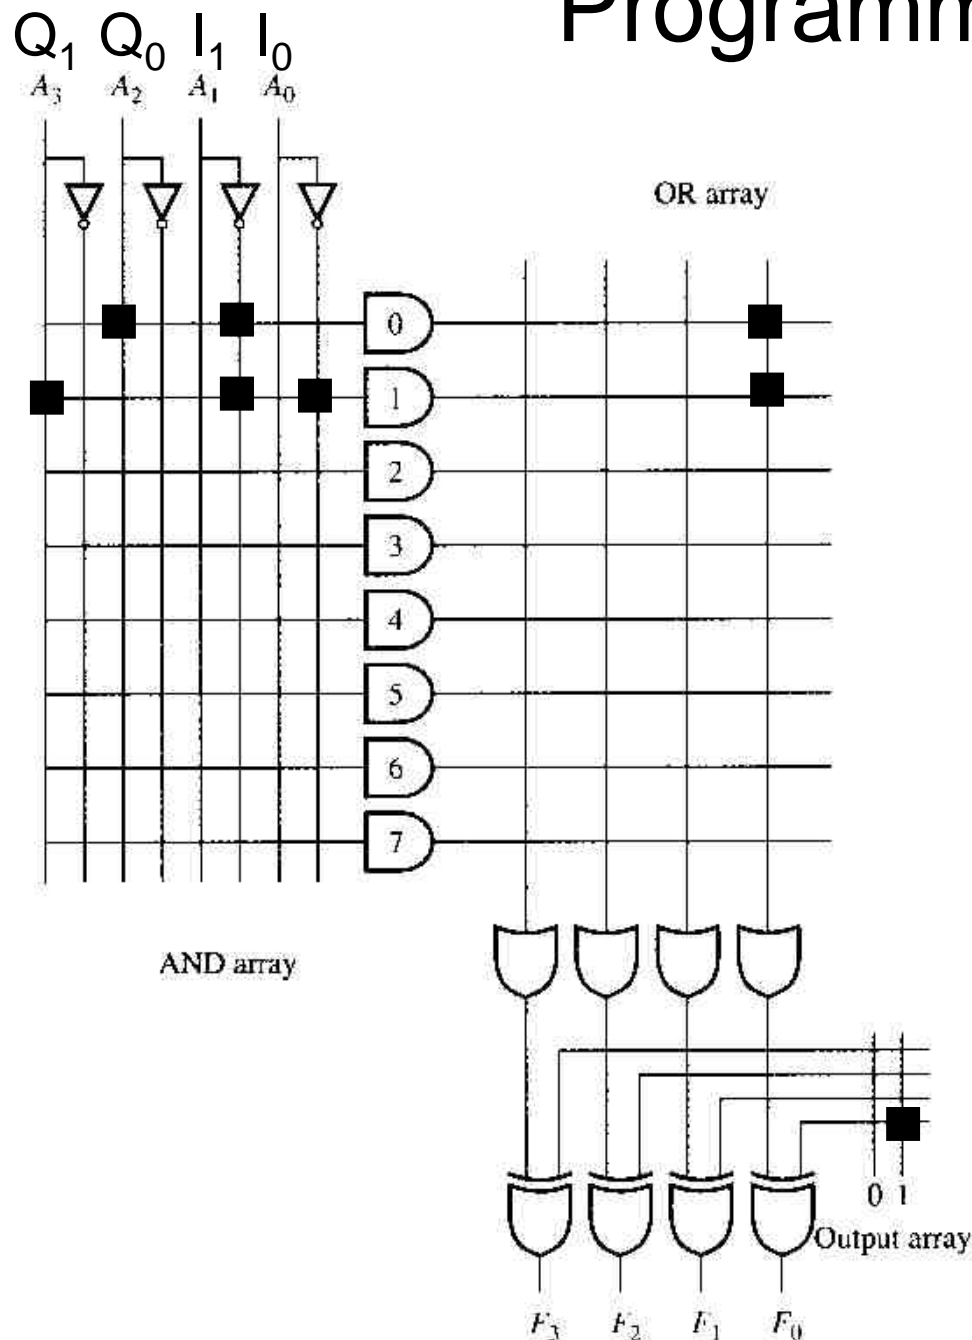 Programm
Q1 Q0 I1 I0
A3 A2 A1 A0
OR array
0
1
2
3
4
5
6
7
AND array
0 1
Output array
F3 F2 F1 F0